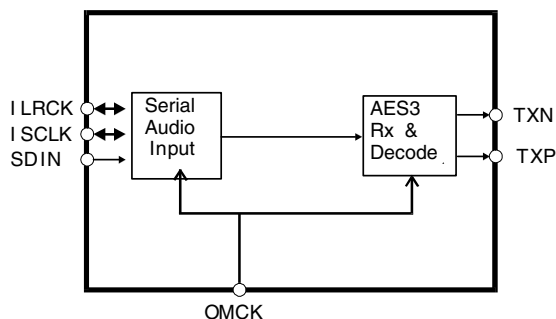 ILRCK
ISCLK
SDIN
Serial
Audio
Input
AES3
Rx &
Decode
TXN
TXP
OMCK